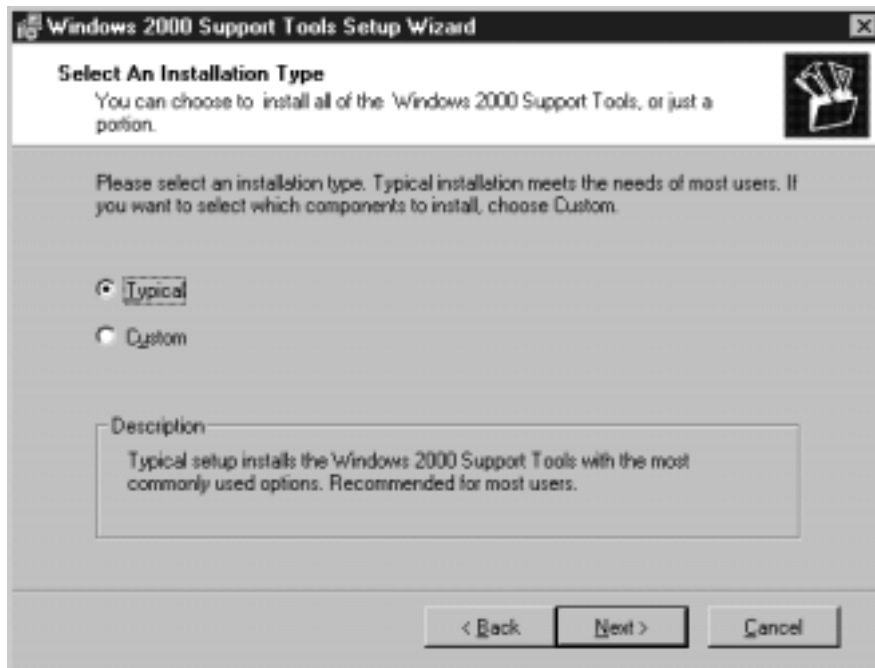 Windows 2000 Support Tools Setup Wizard
Select An Installation Type
You can choose to install all of the Windows 2000 Support Tools, or just a
portion.
Please select an installation type. Typical installation meets the needs of most users. If
you want to select which components to install, choose Custom.
Typical
Custom
Description
Typical setup installs the Windows 2000 Support Tools with the most
commonly used options. Recommended for most users.
< Back
Next >
Cancel